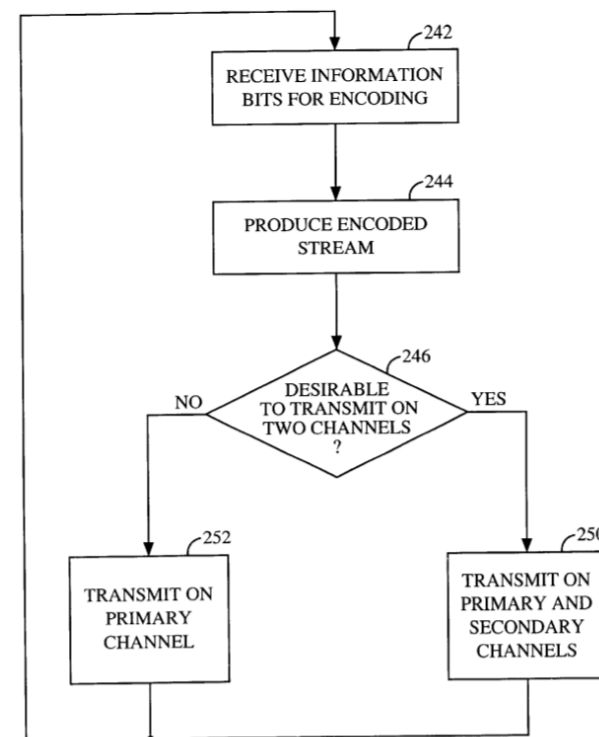 242
RECEIVE INFORMATION
BITS FOR ENCODING
244
PRODUCE ENCODED
STREAM
246
DESIRABLE
TO TRANSMIT ON
TWO CHANNELS
?
NO
YES
252
TRANSMIT ON
PRIMARY
CHANNEL
250
TRANSMIT ON
PRIMARY AND
SECONDARY
CHANNELS